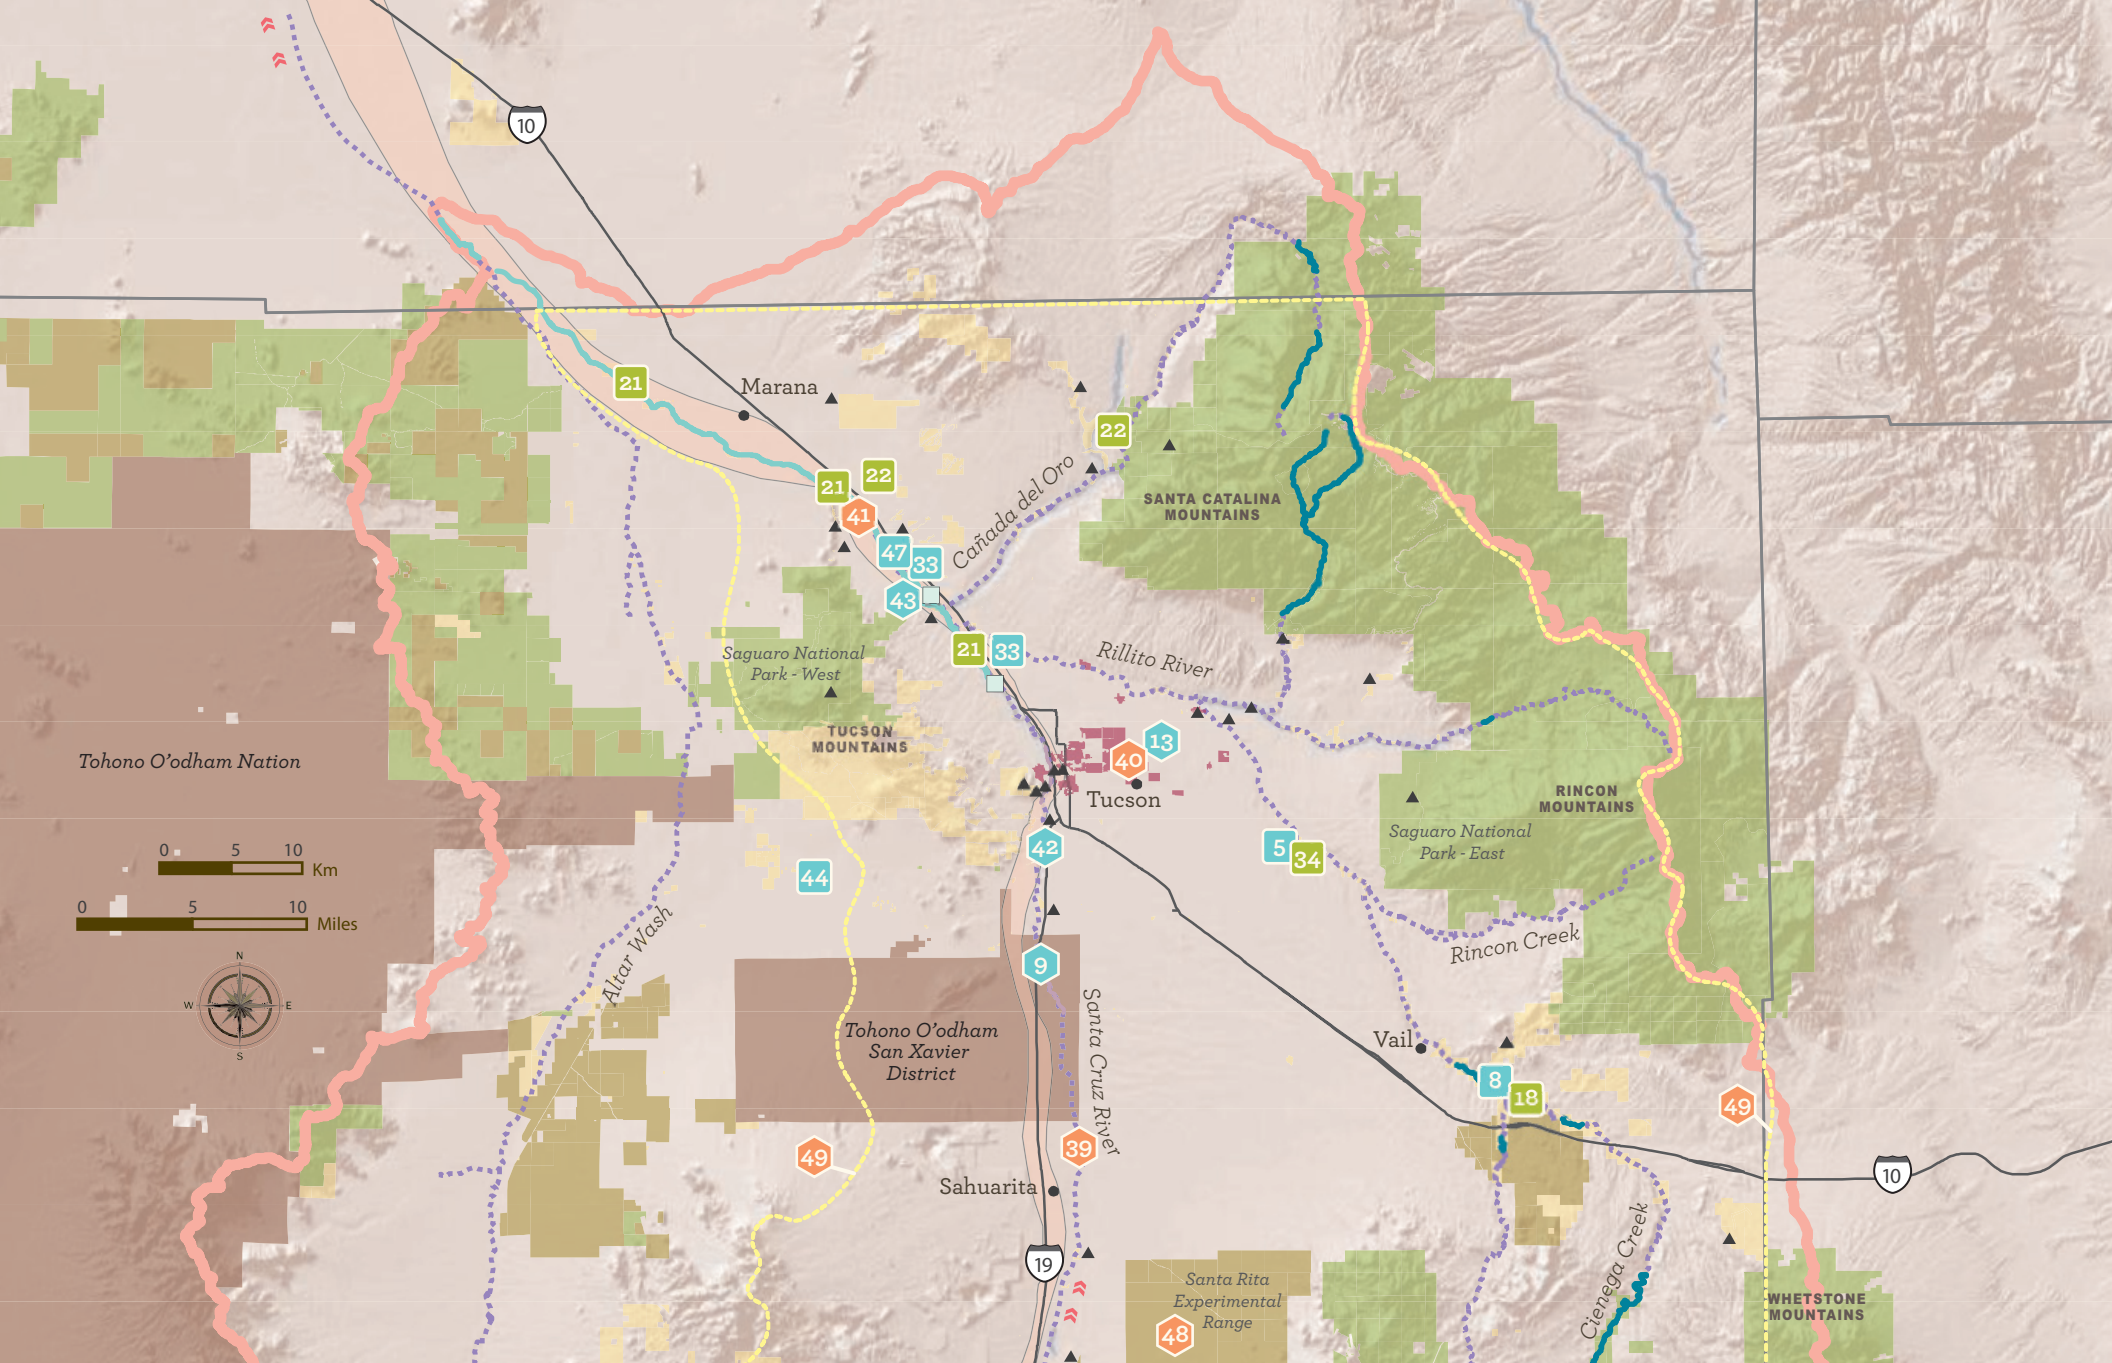 10
21
Marana
22
21
22
41
Cañada del Oro
SANTA CATALINA
MOUNTAINS
47
33
43
21
33
Rillito River
Saguaro National
Park - West
TUCSON
MOUNTAINS
Tohono O'odham Nation
13
40
Tucson
RINCON
MOUNTAINS
Saguaro National
Park - East
5
34
42
44
0 5 10
Km
0 5 10
Miles
Altar Wash
Rincon Creek
9
N
W E
S
Santa Cruz River
Tohono O'odham
San Xavier
District
Vail
8
18
49
49
39
10
Sahuarita
19
Cienega Creek
Santa Rita
Experimental
Range
48
WHETSTONE
MOUNTAINS